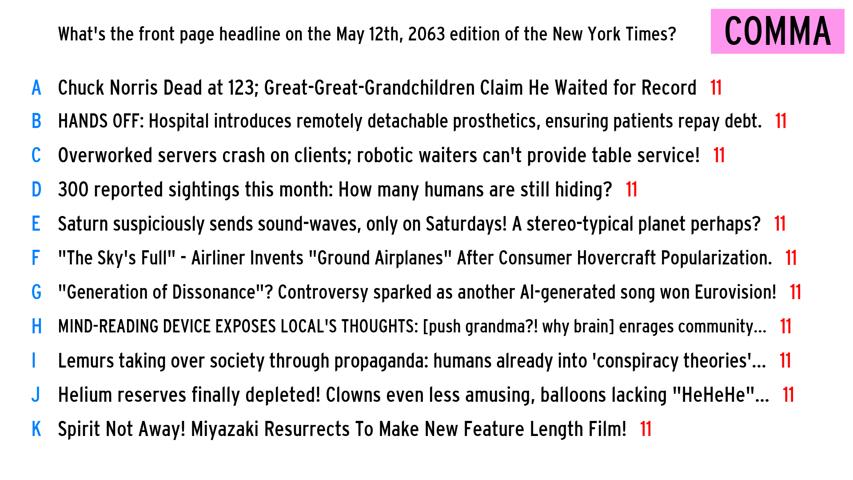 What's the front page headline on the May 12th, 2063 edition of the New York Times?
COMMA
A Chuck Norris Dead at 123; Great-Great-Grandchildren Claim He Waited for Record 11
B HANDS OFF: Hospital introduces remotely detachable prosthetics, ensuring patients repay debt. 11
C Overworked servers crash on clients; robotic waiters can't provide table service! 11
D 300 reported sightings this month: How many humans are still hiding? 11
E Saturn suspiciously sends sound-waves, only on Saturdays! A stereo-typical planet perhaps? 11
F "The Sky's Full" - Airliner Invents "Ground Airplanes" After Consumer Hovercraft Popularization. 11
G "Generation of Dissonance"? Controversy sparked as another AI-generated song won Eurovision! 11
H MIND-READING DEVICE EXPOSES LOCAL'S THOUGHTS: [push grandma?! why brain] enrages community... 11
I Lemurs taking over society through propaganda: humans already into 'conspiracy theories'... 11
J Helium reserves finally depleted! Clowns even less amusing, balloons lacking "HeHeHe"... 11
K Spirit Not Away! Miyazaki Resurrects To Make New Feature Length Film! 11